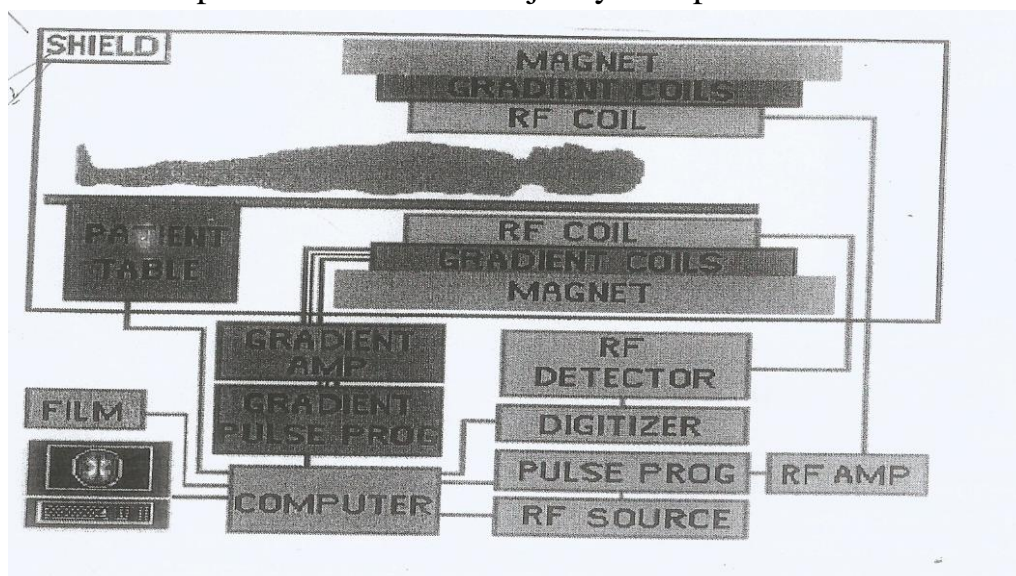 SHIELD
MAGNET
GRADIENT COILS
RF COIL
PATIENT
TABLE
RF COIL
GRADIENT COILS
MAGNET
GRADIENT
AMP
RF
DETECTOR
FILM
GRADIENT
PULSE PROG
DIGITIZER
COMPUTER
PULSE PROG
RF AMP
RF SOURCE